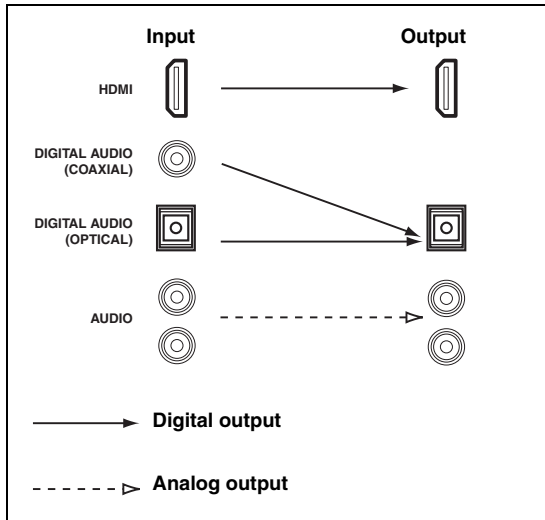 Input Output
HDMI
DIGITAL AUDIO
(COAXIAL)
DIGITAL AUDIO
(OPTICAL)
AUDIO
Digital output
Analog output